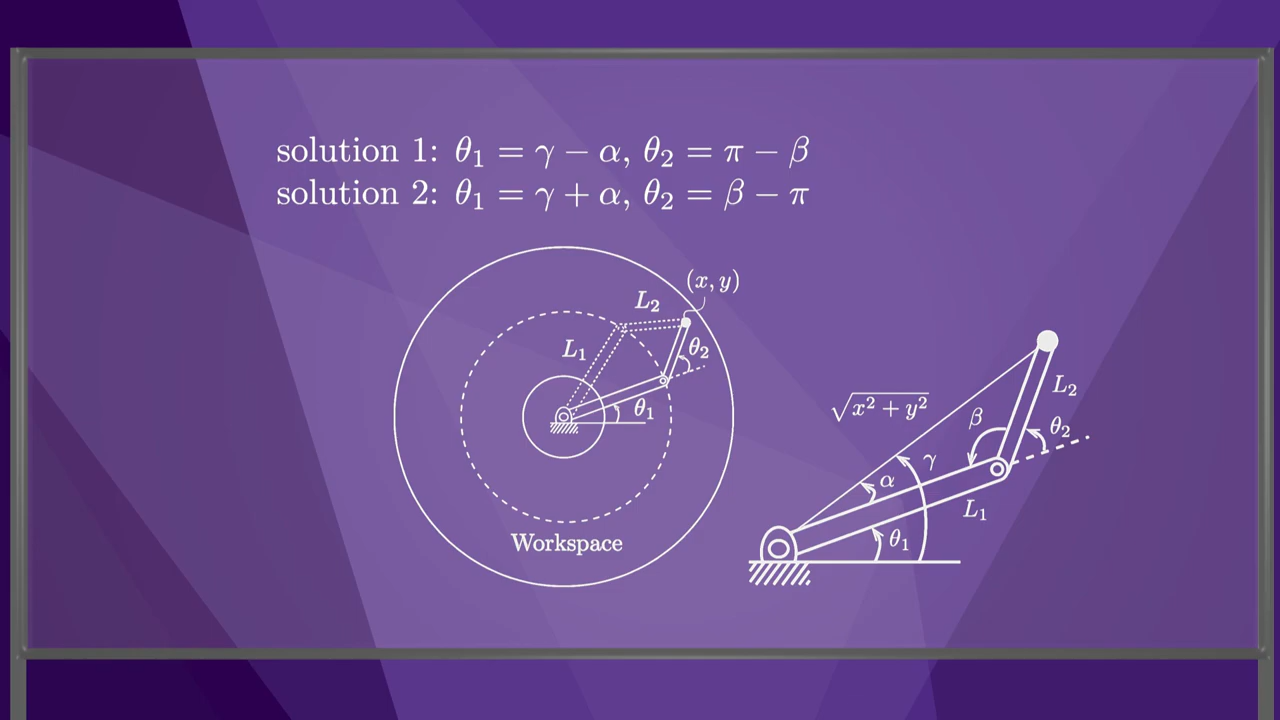 solution 1: θ₁ = γ − α, θ₂ = π − β
solution 2: θ₁ = γ + α, θ₂ = β − π
(x, y)
L₂
L₁
θ₂
θ₁
Workspace
√(x² + y²)
L₂
β
θ₂
γ
α
L₁
θ₁